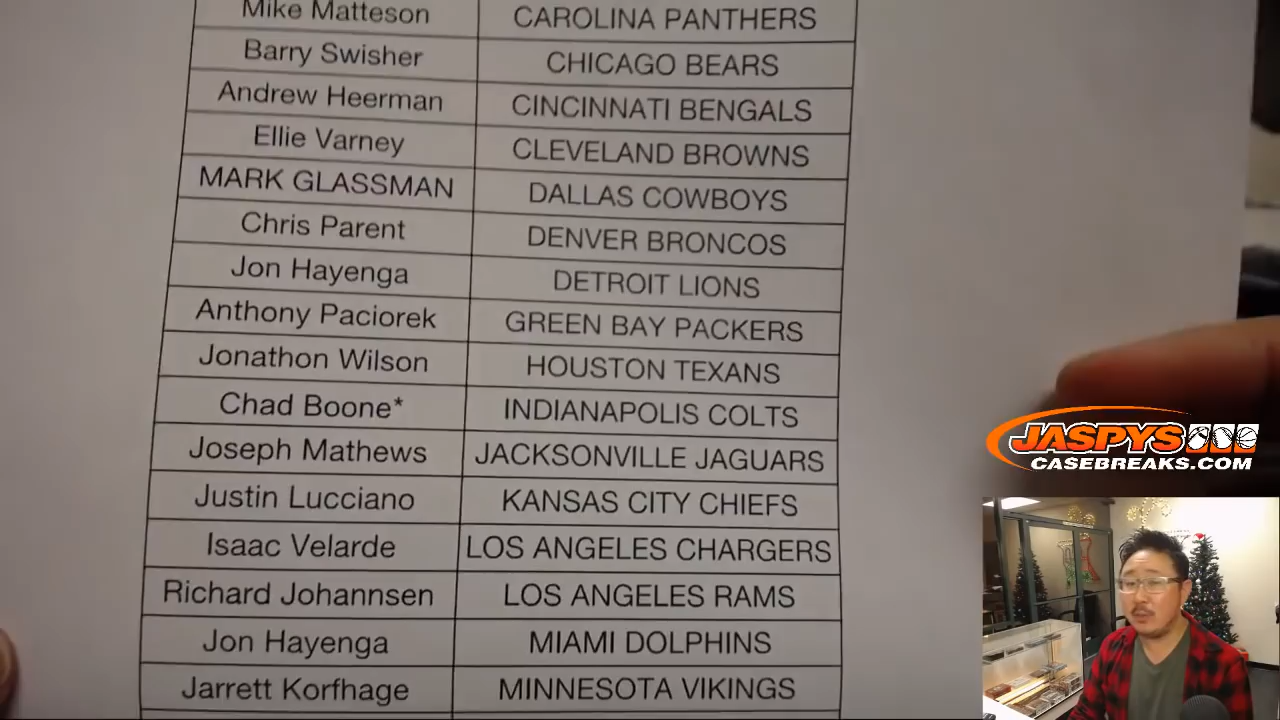 Mike Matteson CAROLINA PANTHERS
Barry Swisher CHICAGO BEARS
Andrew Heerman CINCINNATI BENGALS
Ellie Varney CLEVELAND BROWNS
MARK GLASSMAN DALLAS COWBOYS
Chris Parent DENVER BRONCOS
Jon Hayenga DETROIT LIONS
Anthony Paciorek GREEN BAY PACKERS
Jonathon Wilson HOUSTON TEXANS
Chad Boone* INDIANAPOLIS COLTS
Joseph Mathews JACKSONVILLE JAGUARS
Justin Lucciano KANSAS CITY CHIEFS
Isaac Velarde LOS ANGELES CHARGERS
Richard Johannsen LOS ANGELES RAMS
Jon Hayenga MIAMI DOLPHINS
Jarrett Korfhage MINNESOTA VIKINGS
JASPYS
CASEBREAKS.COM